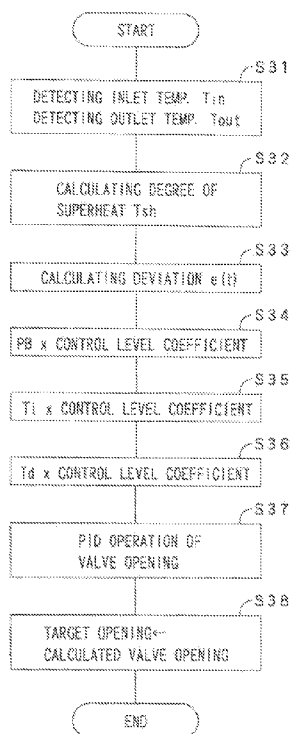 START
S31
DETECTING INLET TEMP. Tin
DETECTING OUTLET TEMP. Tout
S32
CALCULATING DEGREE OF
SUPERHEAT Tsh
S33
CALCULATING DEVIATION e(t)
S34
PB x CONTROL LEVEL COEFFICIENT
S35
Ti x CONTROL LEVEL COEFFICIENT
S36
Td x CONTROL LEVEL COEFFICIENT
S37
PID OPERATION OF
VALVE OPENING
S38
TARGET OPENING←
CALCULATED VALVE OPENING
END